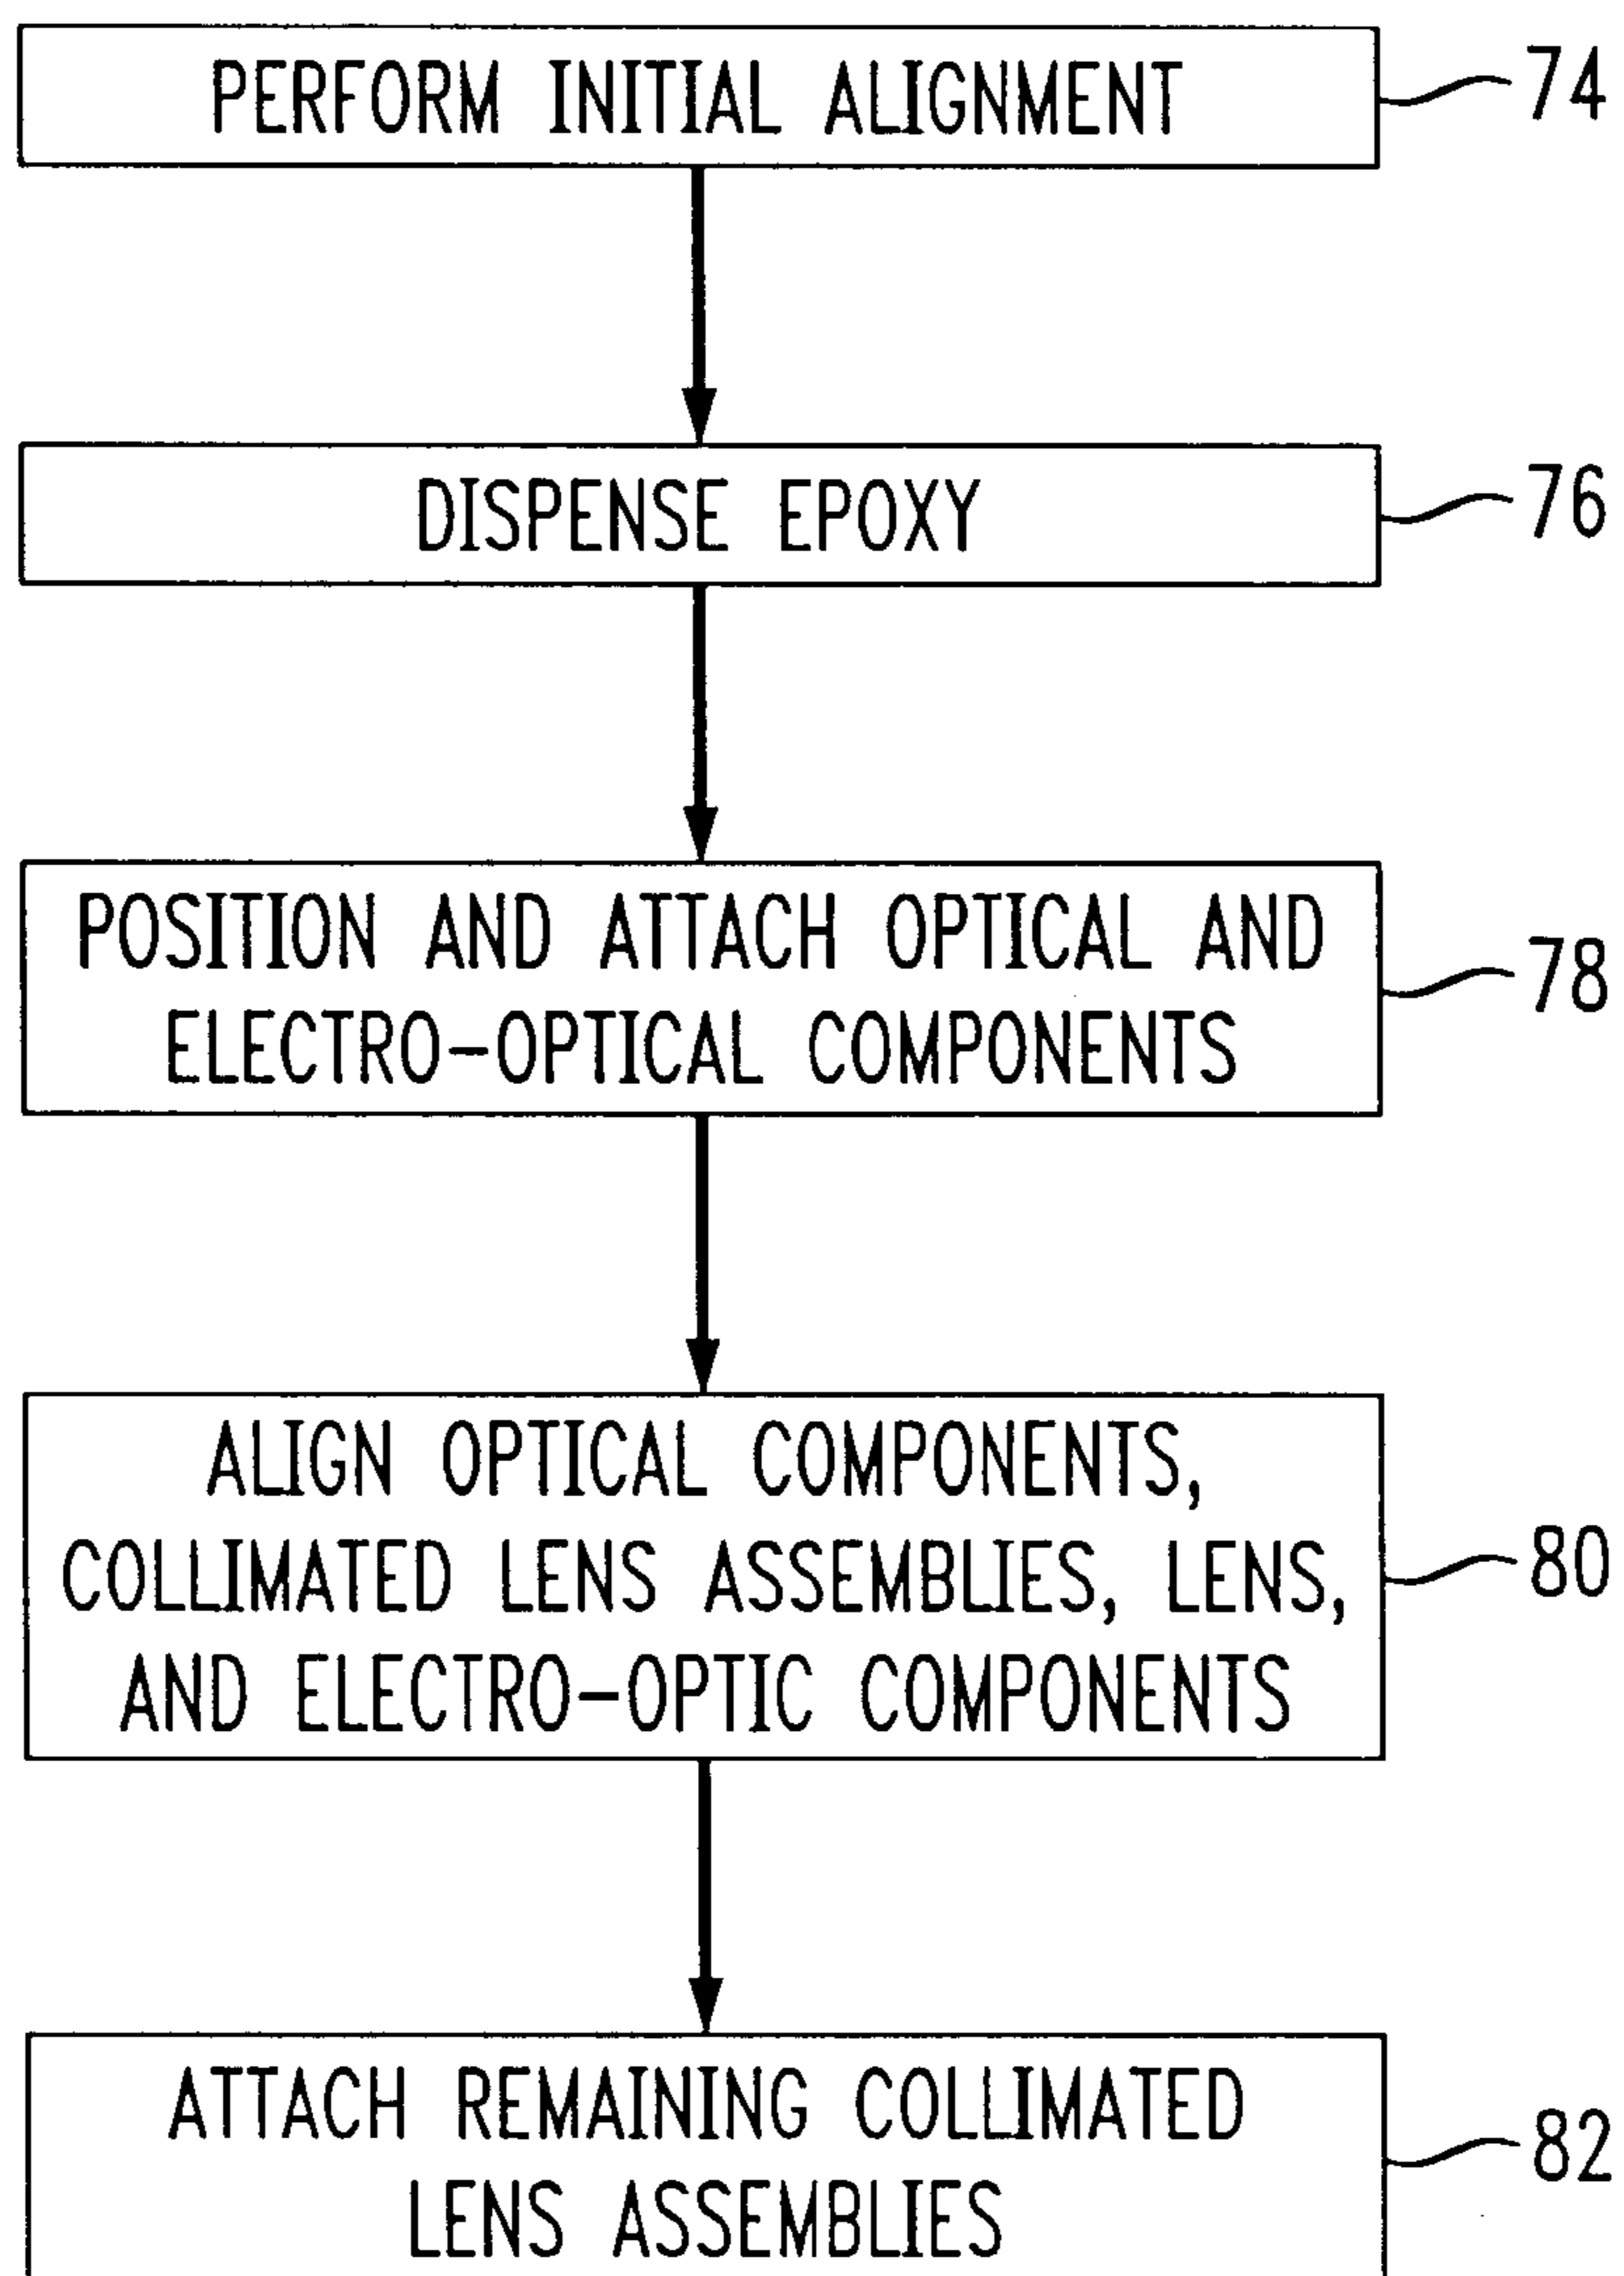 PERFORM INITIAL ALIGNMENT
74
DISPENSE EPOXY
76
POSITION AND ATTACH OPTICAL AND
ELECTRO-OPTICAL COMPONENTS
78
ALIGN OPTICAL COMPONENTS,
COLLIMATED LENS ASSEMBLIES, LENS,
AND ELECTRO-OPTIC COMPONENTS
80
ATTACH REMAINING COLLIMATED
LENS ASSEMBLIES
82